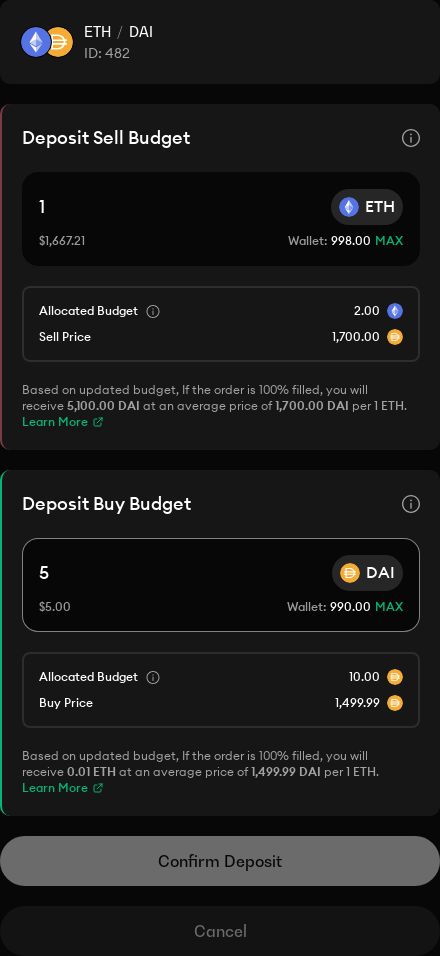 ETH / DAI
ID: 482
Deposit Sell Budget
1
ETH
$1,667.21
Wallet: 998.00 MAX
Allocated Budget
2.00
Sell Price
1,700.00
Based on updated budget, If the order is 100% filled, you will
receive 5,100.00 DAI at an average price of 1,700.00 DAI per 1 ETH.
Learn More
Deposit Buy Budget
5
DAI
$5.00
Wallet: 990.00 MAX
Allocated Budget
10.00
Buy Price
1,499.99
Based on updated budget, If the order is 100% filled, you will
receive 0.01 ETH at an average price of 1,499.99 DAI per 1 ETH.
Learn More
Confirm Deposit
Cancel